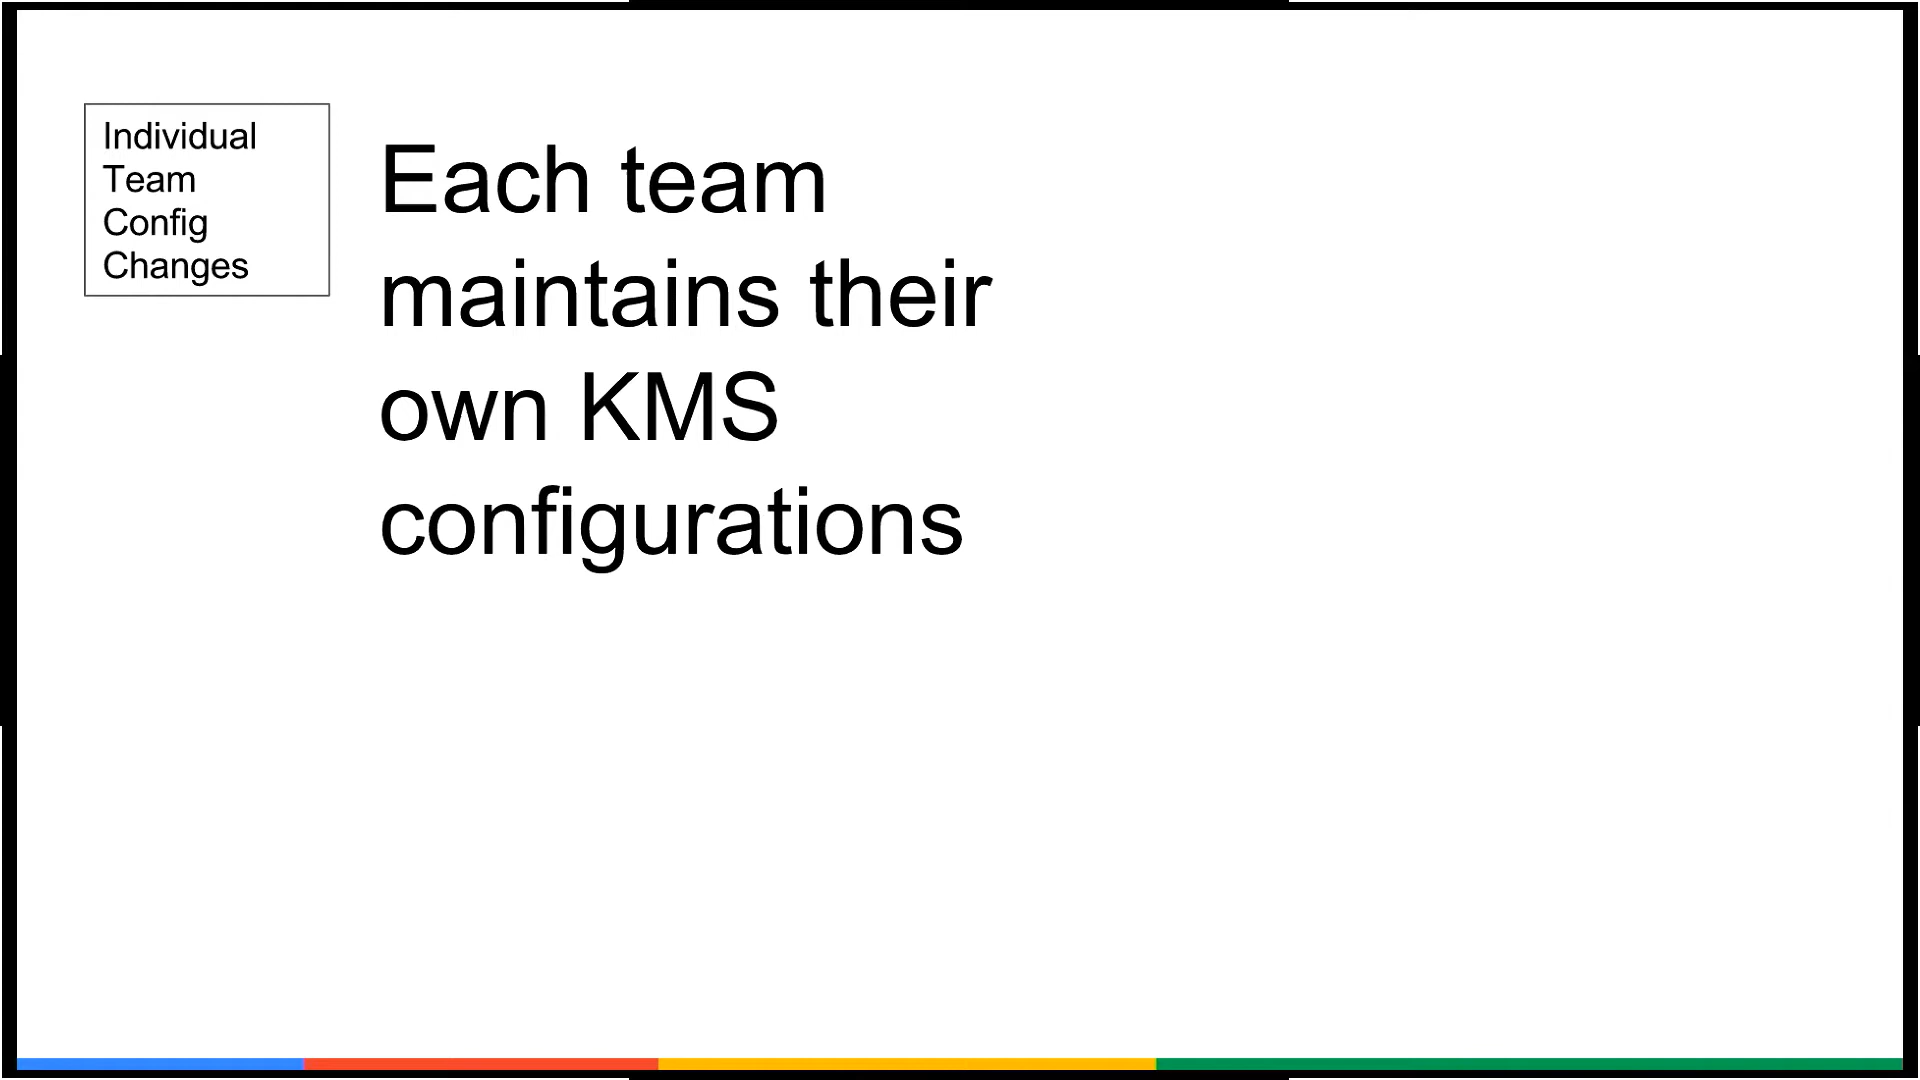 Individual
Team
Config
Changes
Each team
maintains their
own KMS
configurations